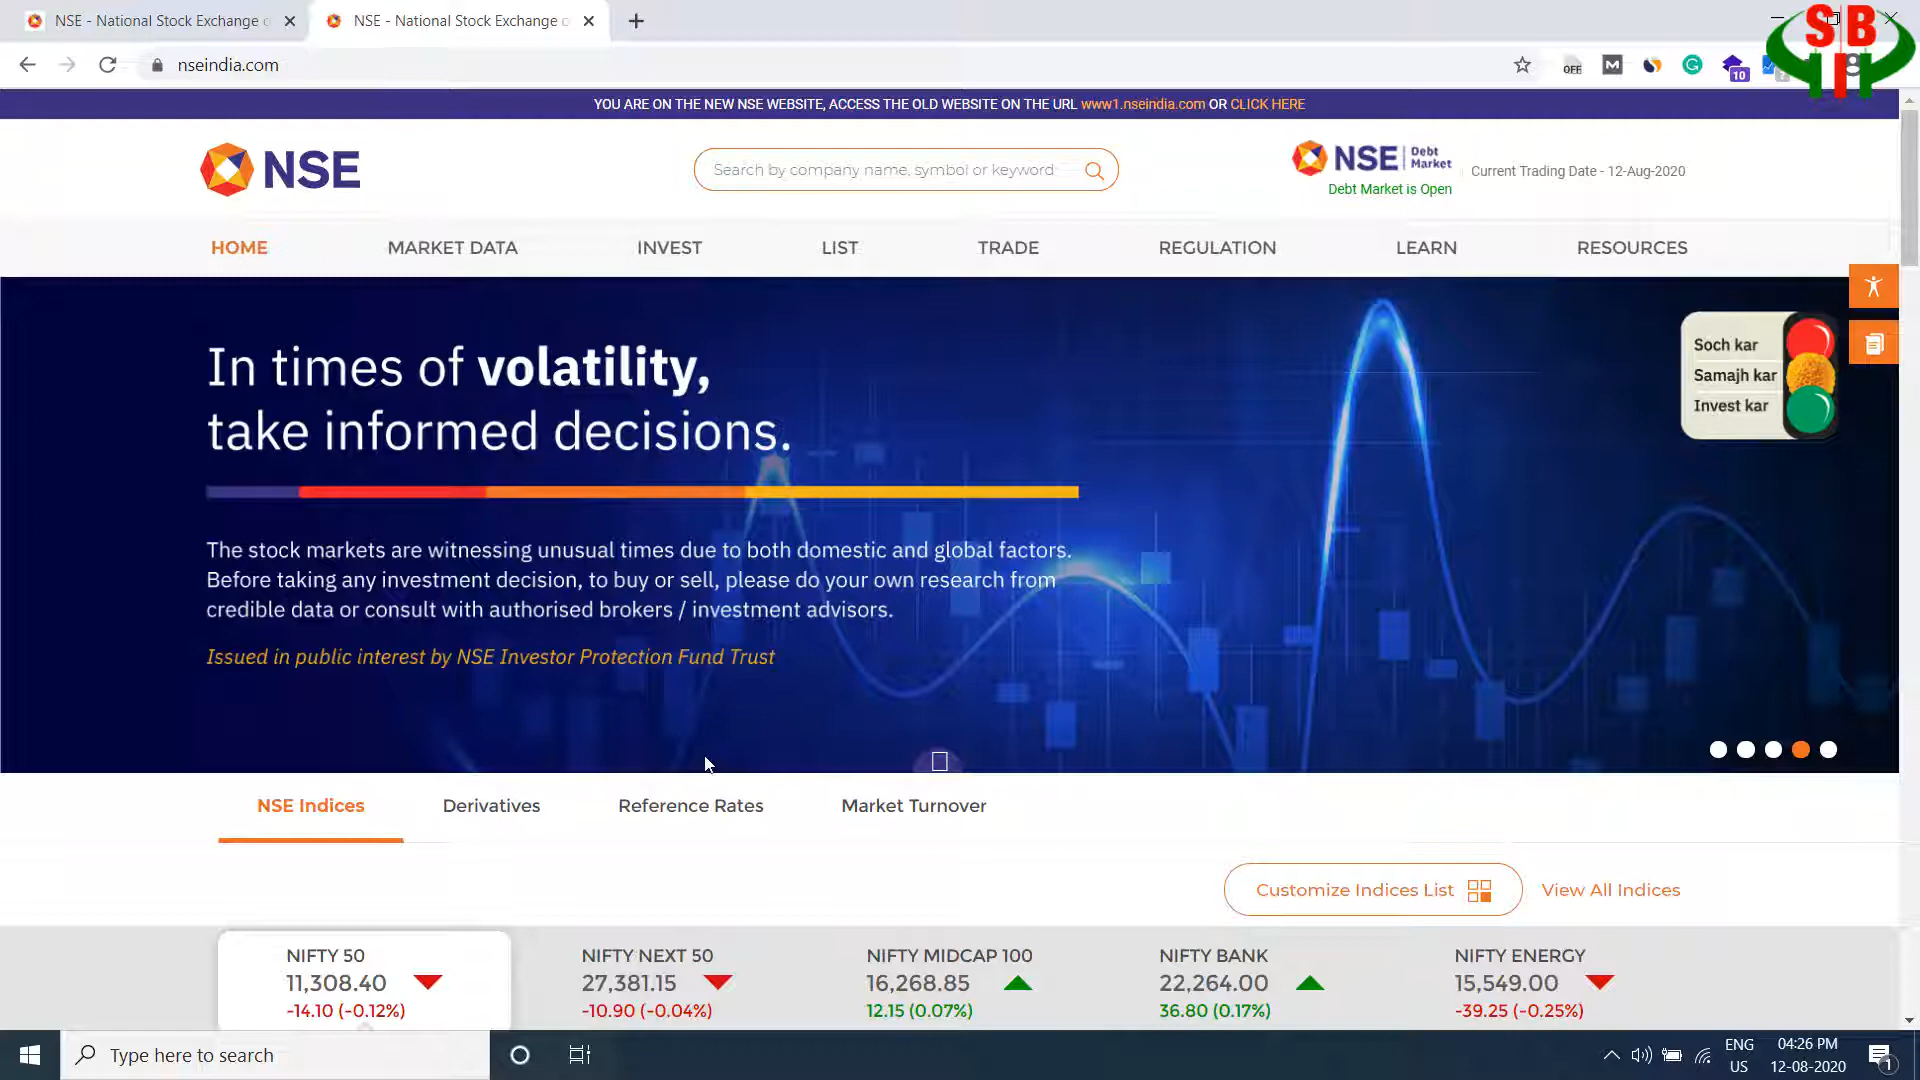 NSE - National Stock Exchange o
NSE - National Stock Exchange o
nseindia.com
OFF
M
G
10
SBIH
YOU ARE ON THE NEW NSE WEBSITE, ACCESS THE OLD WEBSITE ON THE URL www1.nseindia.com OR CLICK HERE
NSE
Search by company name, symbol or keyword
NSE Debt Market
Debt Market is Open
Current Trading Date - 12-Aug-2020
HOME MARKET DATA INVEST LIST TRADE REGULATION LEARN RESOURCES
In times of volatility,
take informed decisions.
Soch kar
Samajh kar
Invest kar
The stock markets are witnessing unusual times due to both domestic and global factors.
Before taking any investment decision, to buy or sell, please do your own research from
credible data or consult with authorised brokers / investment advisors.
Issued in public interest by NSE Investor Protection Fund Trust
NSE Indices Derivatives Reference Rates Market Turnover
Customize Indices List View All Indices
NIFTY 50 NIFTY NEXT 50 NIFTY MIDCAP 100 NIFTY BANK NIFTY ENERGY
11,308.40 27,381.15 16,268.85 22,264.00 15,549.00
-14.10 (-0.12%) -10.90 (-0.04%) 12.15 (0.07%) 36.80 (0.17%) -39.25 (-0.25%)
Type here to search
ENG
US
04:26 PM
12-08-2020
1